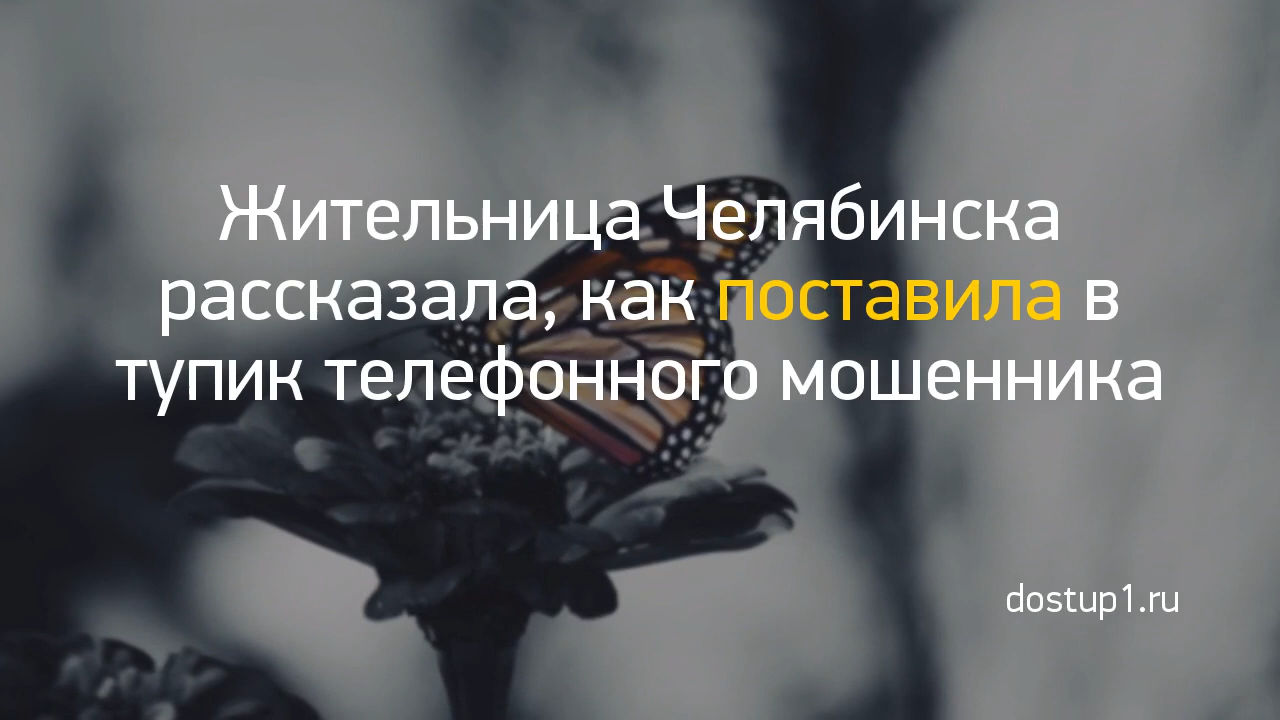 Жительница Челябинска
рассказала, как поставила в
тупик телефонного мошенника
dostup1.ru